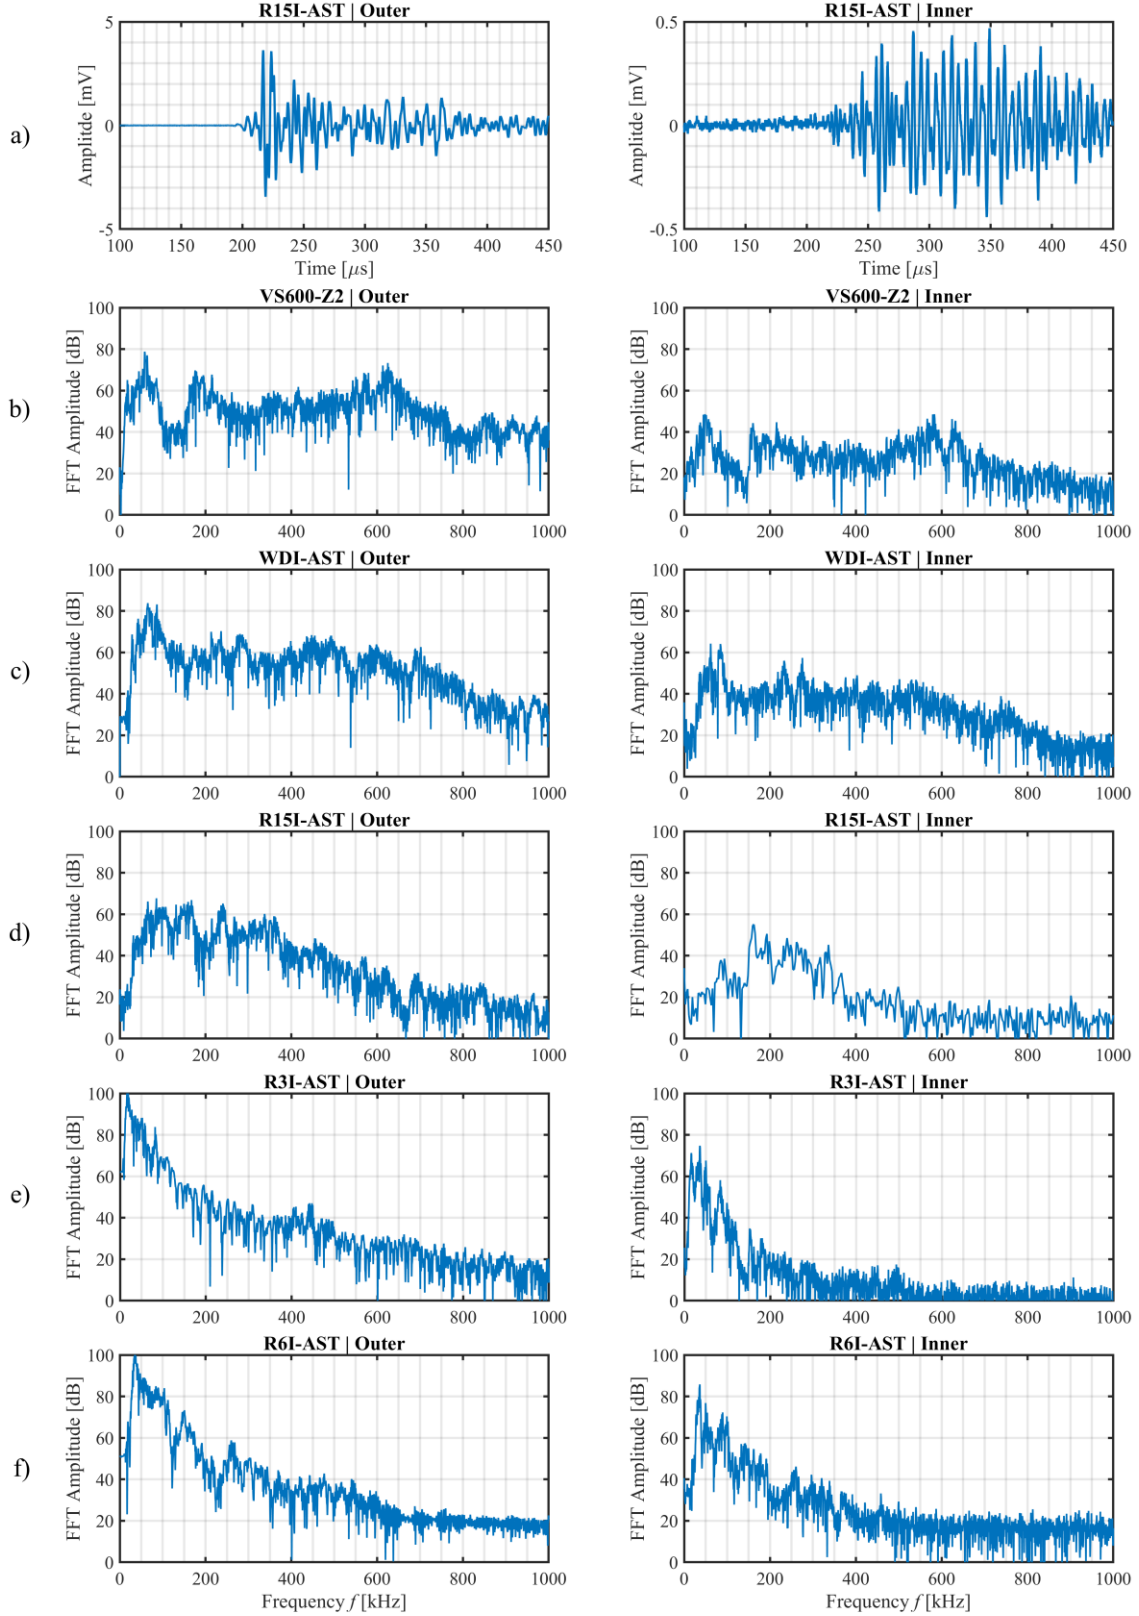 R15I-AST | Outer
R15I-AST | Inner
a)
Amplitde [mV]
5
0
-5
100 150 200 250 300 350 400 450
Time [μs]
Amplitde [mV]
0.5
0
-0.5
100 150 200 250 300 350 400 450
Time [μs]
VS600-Z2 | Outer
VS600-Z2 | Inner
b)
FFT Amplitude [dB]
100
80
60
40
20
0
0 200 400 600 800 1000
FFT Amplitude [dB]
100
80
60
40
20
0
0 200 400 600 800 1000
WDI-AST | Outer
WDI-AST | Inner
c)
FFT Amplitude [dB]
100
80
60
40
20
0
0 200 400 600 800 1000
FFT Amplitude [dB]
100
80
60
40
20
0
0 200 400 600 800 1000
R15I-AST | Outer
R15I-AST | Inner
d)
FFT Amplitude [dB]
100
80
60
40
20
0
0 200 400 600 800 1000
FFT Amplitude [dB]
100
80
60
40
20
0
0 200 400 600 800 1000
R3I-AST | Outer
R3I-AST | Inner
e)
FFT Amplitude [dB]
100
80
60
40
20
0
0 200 400 600 800 1000
FFT Amplitude [dB]
100
80
60
40
20
0
0 200 400 600 800 1000
R6I-AST | Outer
R6I-AST | Inner
f)
FFT Amplitude [dB]
100
80
60
40
20
0
0 200 400 600 800 1000
Frequency f [kHz]
FFT Amplitude [dB]
100
80
60
40
20
0
0 200 400 600 800 1000
Frequency f [kHz]